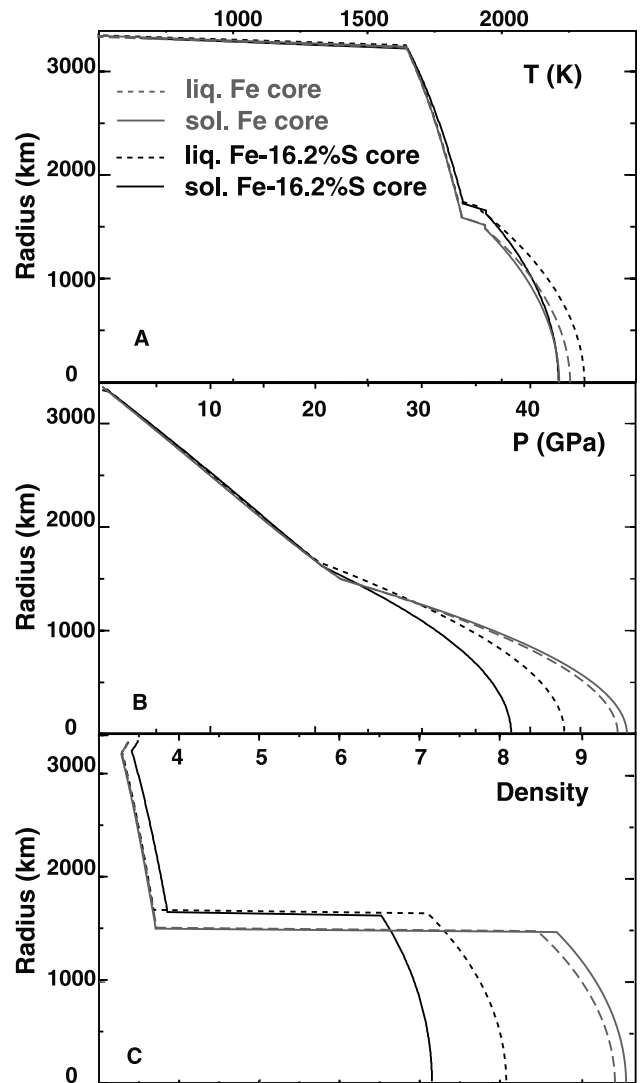 1000 1500 2000
3000
T (K)
liq. Fe core
sol. Fe core
liq. Fe-16.2%S core
sol. Fe-16.2%S core
2000
Radius (km)
1000
A
0
10 20 30 40
3000
P (GPa)
2000
Radius (km)
1000
B
0
4 5 6 7 8 9
3000
Density
2000
Radius (km)
1000
C
0